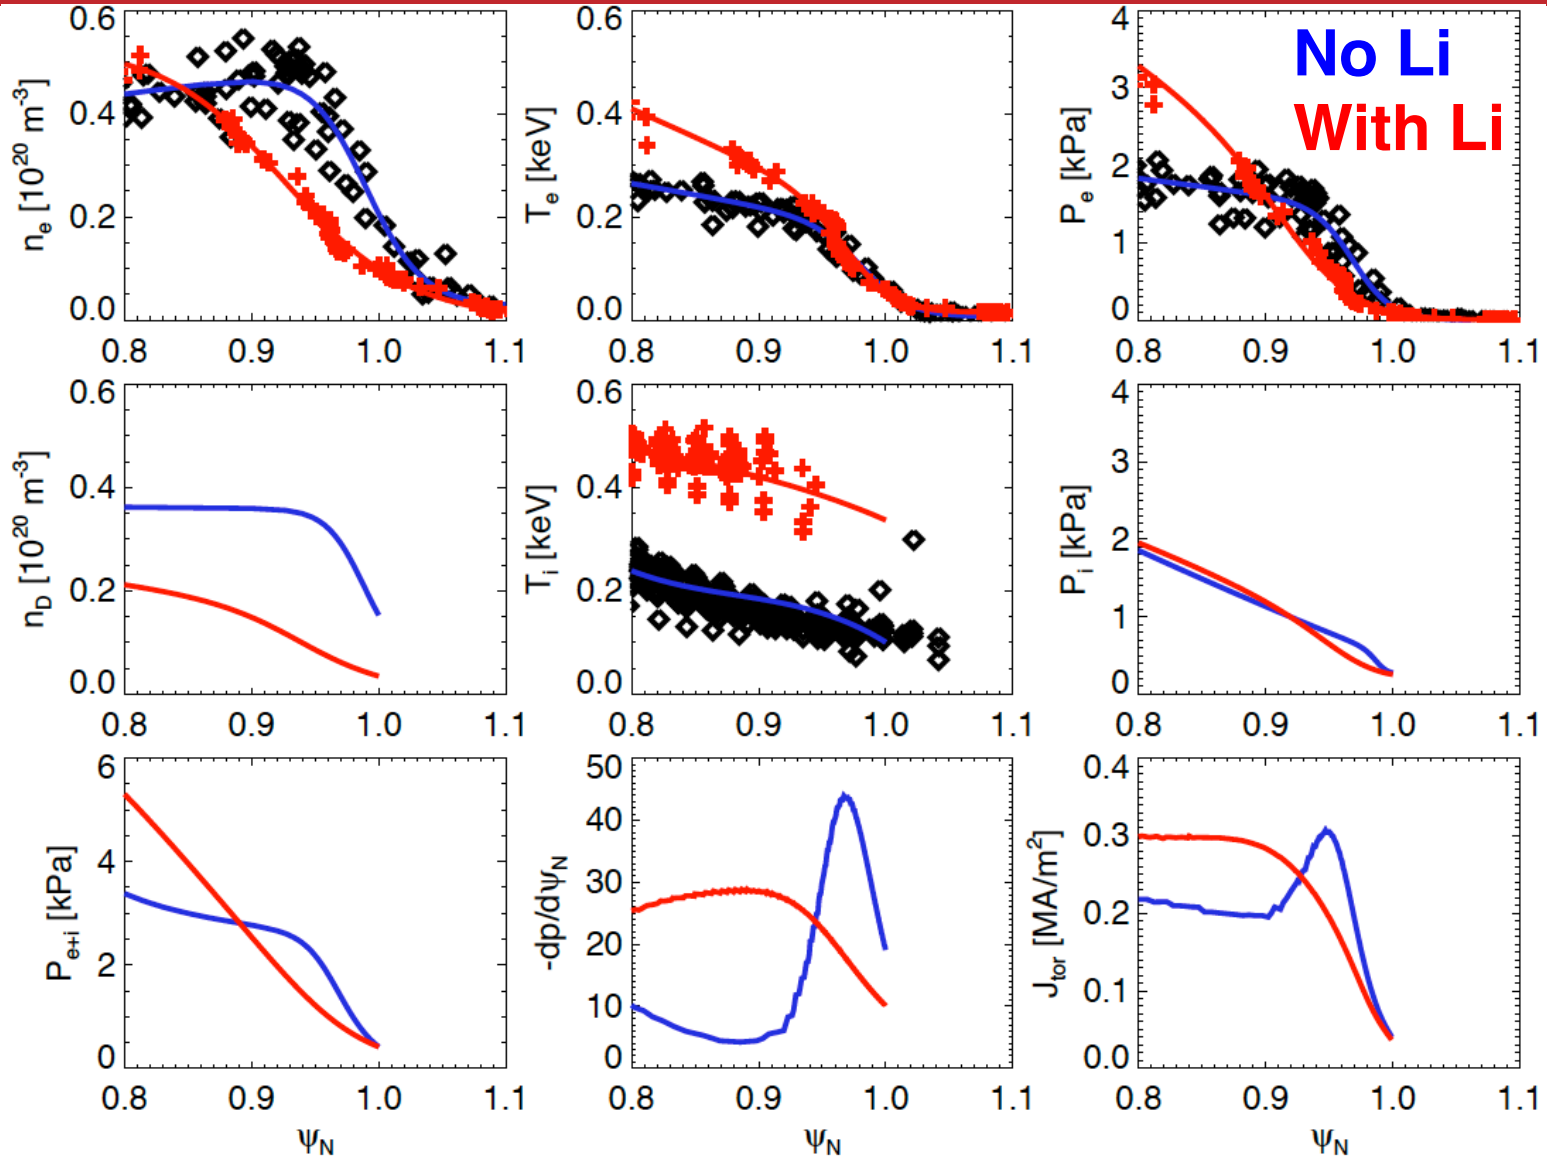 No Li
With Li
0.6
0.4
0.2
0.0
n_e [10^20 m^-3]
0.8 0.9 1.0 1.1
0.6
0.4
0.2
0.0
T_e [keV]
0.8 0.9 1.0 1.1
4
3
2
1
0
P_e [kPa]
0.8 0.9 1.0 1.1
0.6
0.4
0.2
0.0
n_D [10^20 m^-3]
0.8 0.9 1.0 1.1
0.6
0.4
0.2
0.0
T_i [keV]
0.8 0.9 1.0 1.1
4
3
2
1
0
P_i [kPa]
0.8 0.9 1.0 1.1
6
4
2
0
P_e+i [kPa]
0.8 0.9 1.0 1.1
ψ_N
50
40
30
20
10
0
-dp/dψ_N
0.8 0.9 1.0 1.1
ψ_N
0.4
0.3
0.2
0.1
0.0
J_tor [MA/m^2]
0.8 0.9 1.0 1.1
ψ_N